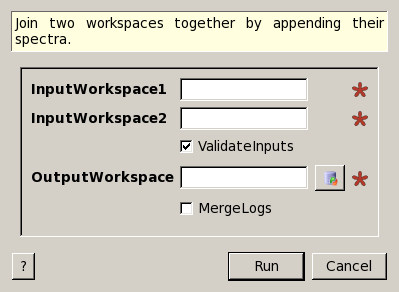 Join two workspaces together by appending their
spectra.
InputWorkspace1
InputWorkspace2
ValidateInputs
OutputWorkspace
MergeLogs
?
Run
Cancel